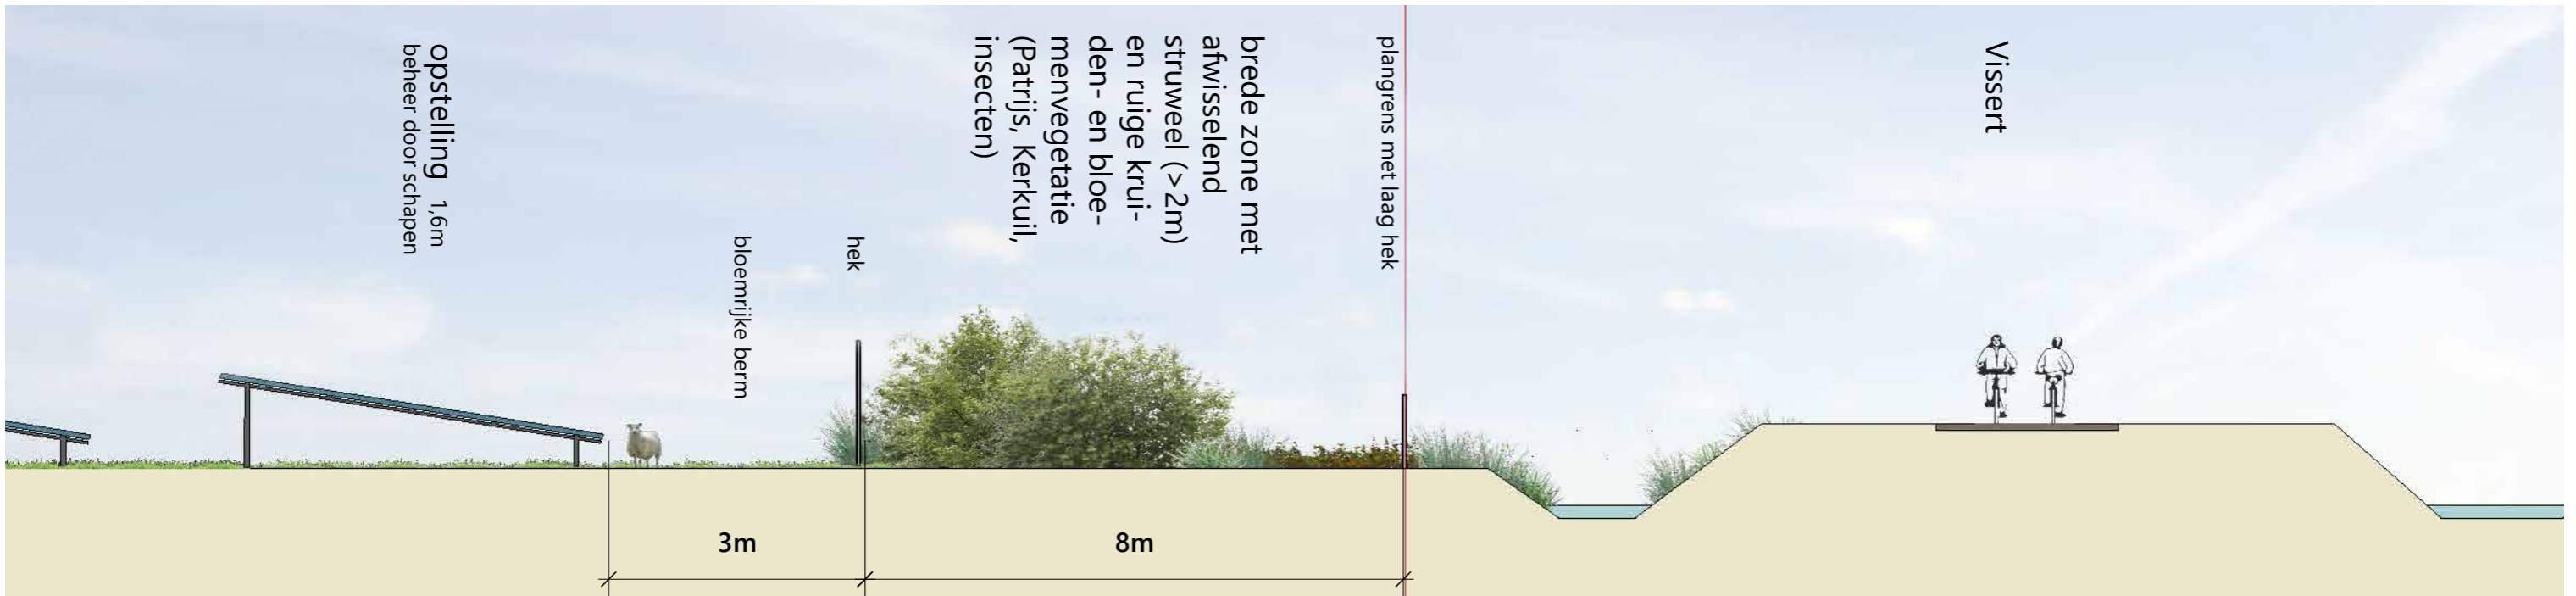 opstelling 1,6m
beheer door schapen
bloemrijke berm
hek
brede zone met
afwisselend
struweel (>2m)
en ruige krui-
den- en bloe-
menvegetatie
(Patrijs, Kerkuil,
insecten)
plangrens met laag hek
Vissert
3m
8m